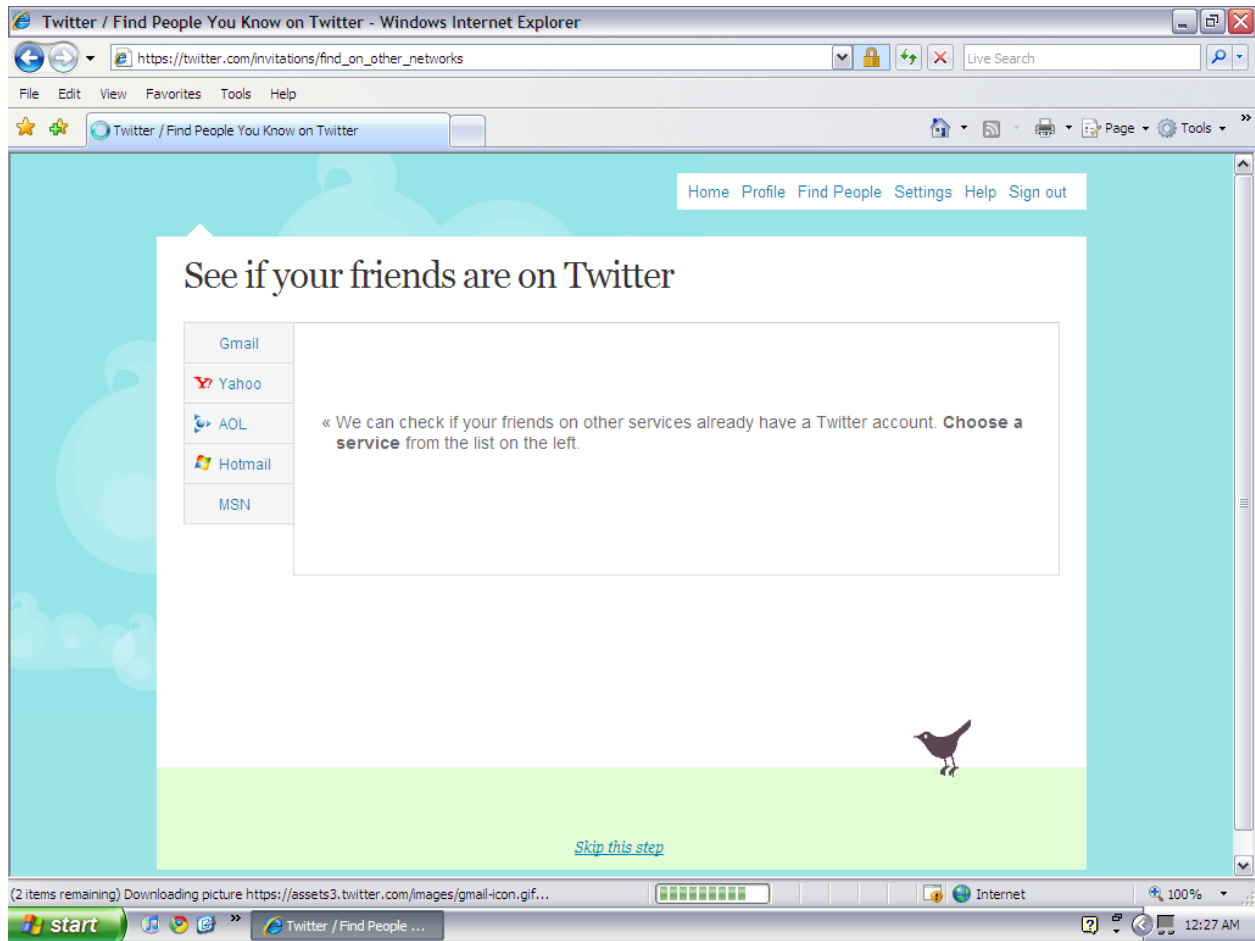 Twitter / Find People You Know on Twitter - Windows Internet Explorer
https://twitter.com/invitations/find_on_other_networks
Live Search
File Edit View Favorites Tools Help
Twitter / Find People You Know on Twitter
Page Tools »
Home Profile Find People Settings Help Sign out
See if your friends are on Twitter
Gmail
Yahoo
AOL
Hotmail
MSN
« We can check if your friends on other services already have a Twitter account. Choose a
service from the list on the left.
Skip this step
(2 items remaining) Downloading picture https://assets3.twitter.com/images/gmail-icon.gif...
Internet
100%
start
»
Twitter / Find People ...
12:27 AM